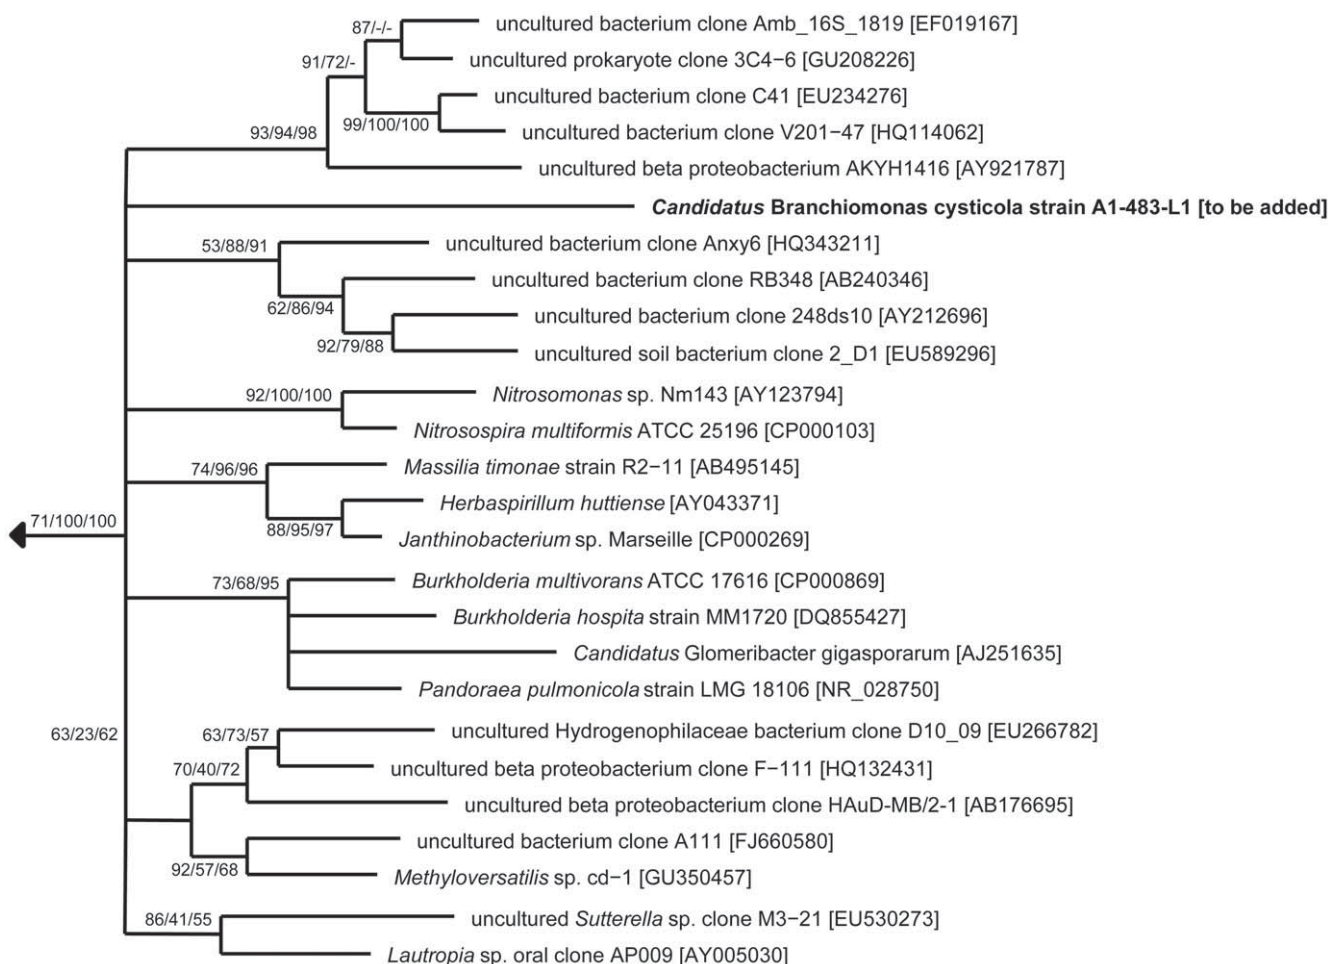 87/-/-
uncultured bacterium clone Amb_16S_1819 [EF019167]
uncultured prokaryote clone 3C4−6 [GU208226]
91/72/-
uncultured bacterium clone C41 [EU234276]
99/100/100
93/94/98
uncultured bacterium clone V201−47 [HQ114062]
uncultured beta proteobacterium AKYH1416 [AY921787]
Candidatus Branchiomonas cysticola strain A1-483-L1 [to be added]
53/88/91
uncultured bacterium clone Anxy6 [HQ343211]
uncultured bacterium clone RB348 [AB240346]
62/86/94
uncultured bacterium clone 248ds10 [AY212696]
92/79/88
uncultured soil bacterium clone 2_D1 [EU589296]
92/100/100
Nitrosomonas sp. Nm143 [AY123794]
Nitrosospira multiformis ATCC 25196 [CP000103]
74/96/96
Massilia timonae strain R2−11 [AB495145]
Herbaspirillum huttiense [AY043371]
71/100/100
88/95/97
Janthinobacterium sp. Marseille [CP000269]
73/68/95
Burkholderia multivorans ATCC 17616 [CP000869]
Burkholderia hospita strain MM1720 [DQ855427]
Candidatus Glomeribacter gigasporarum [AJ251635]
Pandoraea pulmonicola strain LMG 18106 [NR_028750]
63/23/62
63/73/57
uncultured Hydrogenophilaceae bacterium clone D10_09 [EU266782]
70/40/72
uncultured beta proteobacterium clone F−111 [HQ132431]
uncultured beta proteobacterium clone HAuD-MB/2-1 [AB176695]
uncultured bacterium clone A111 [FJ660580]
92/57/68
Methyloversatilis sp. cd−1 [GU350457]
86/41/55
uncultured Sutterella sp. clone M3−21 [EU530273]
Lautropia sp. oral clone AP009 [AY005030]